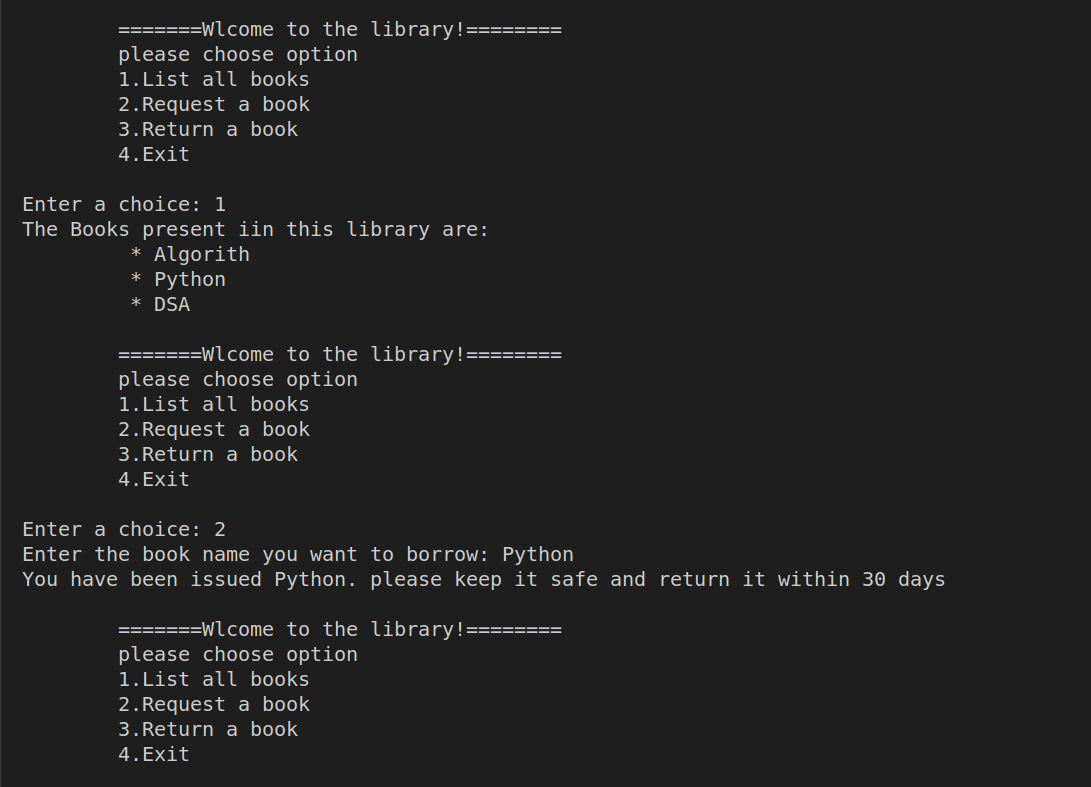 =======Wlcome to the library!========
please choose option
1.List all books
2.Request a book
3.Return a book
4.Exit
Enter a choice: 1
The Books present iin this library are:
* Algorith
* Python
* DSA
=======Wlcome to the library!========
please choose option
1.List all books
2.Request a book
3.Return a book
4.Exit
Enter a choice: 2
Enter the book name you want to borrow: Python
You have been issued Python. please keep it safe and return it within 30 days
=======Wlcome to the library!========
please choose option
1.List all books
2.Request a book
3.Return a book
4.Exit